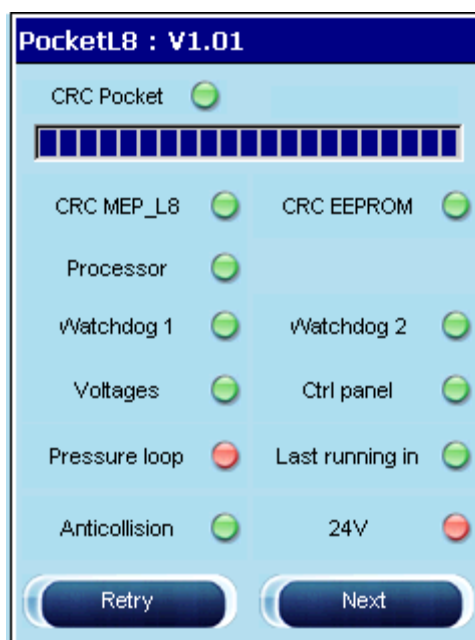 PocketL8 : V1.01
CRC Pocket
CRC MEP_L8 CRC EEPROM
Processor
Watchdog 1 Watchdog 2
Voltages Ctrl panel
Pressure loop Last running in
Anticollision 24V
Retry Next